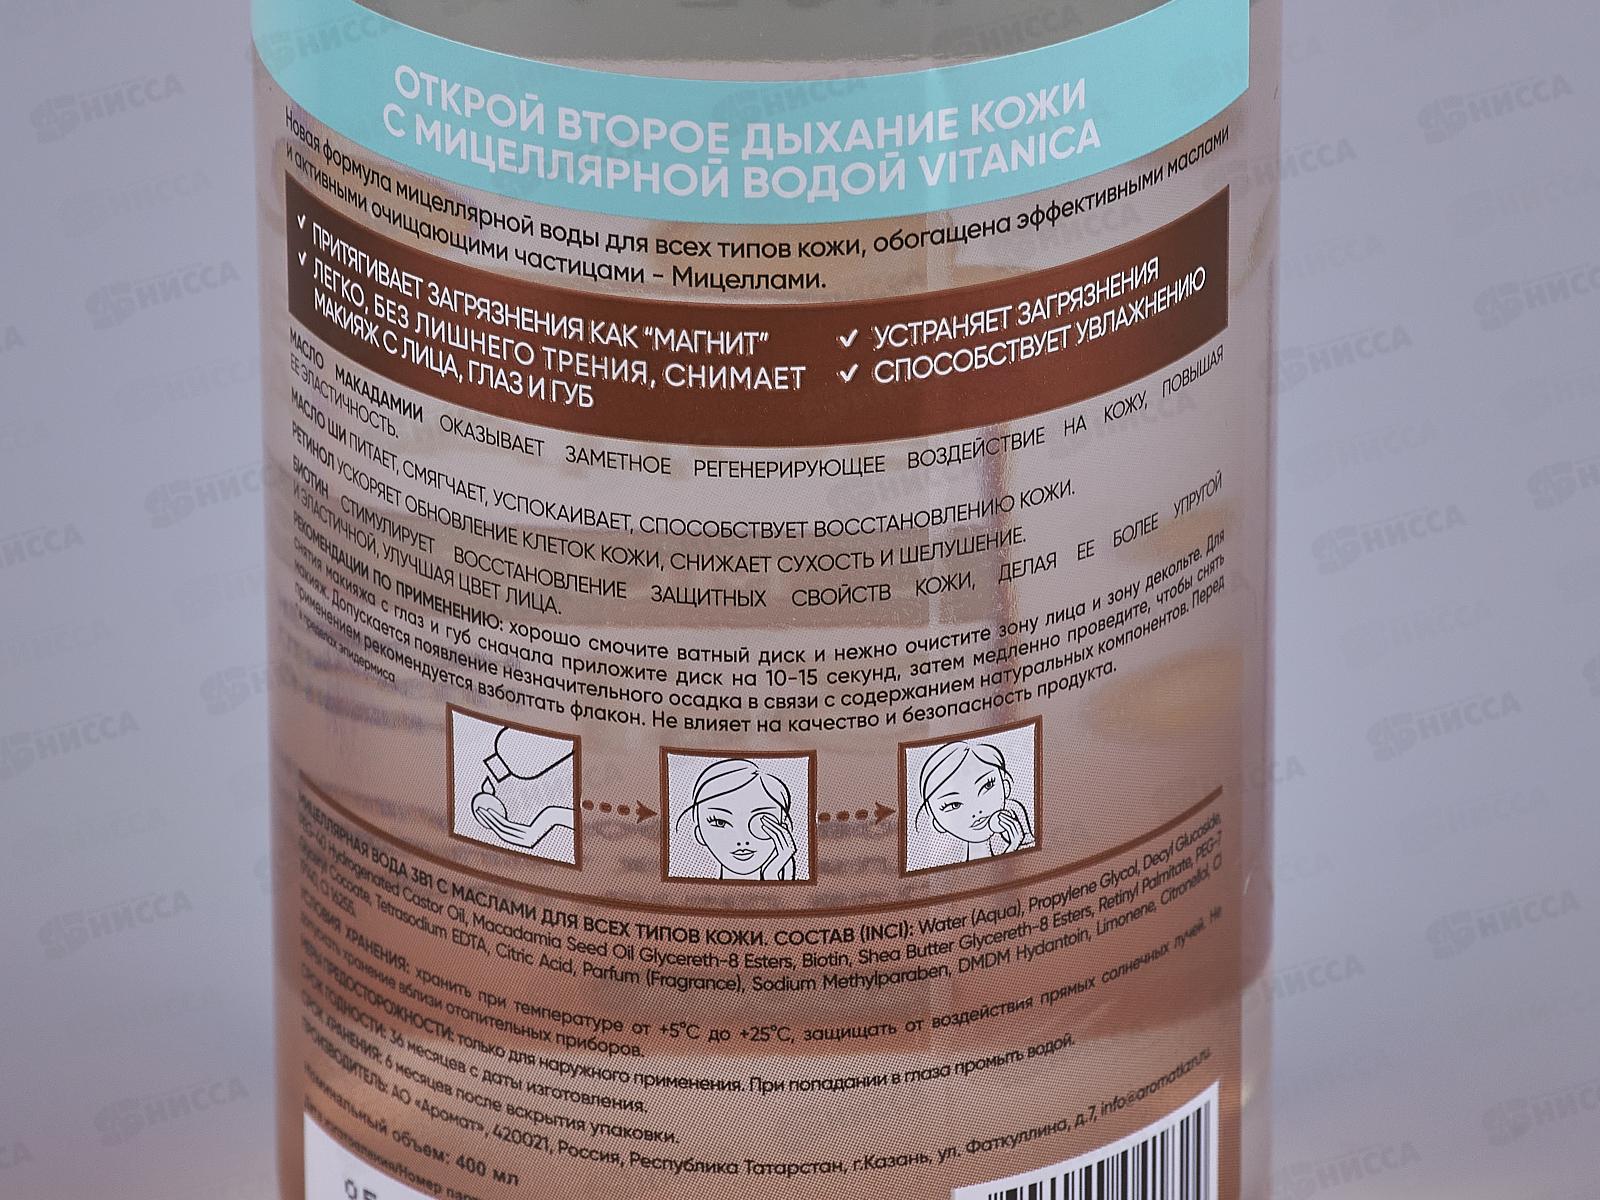 ОТКРОЙ ВТОРОЕ ДЫХАНИЕ КОЖИ
С МИЦЕЛЛЯРНОЙ ВОДОЙ VITANICA
Новая формула мицеллярной воды для всех типов кожи, обогащена эффективными маслами
и активными очищающими частицами – Мицеллами.
✓ ПРИТЯГИВАЕТ ЗАГРЯЗНЕНИЯ КАК “МАГНИТ”
✓ ЛЕГКО, БЕЗ ЛИШНЕГО ТРЕНИЯ, СНИМАЕТ
МАКИЯЖ С ЛИЦА, ГЛАЗ И ГУБ
✓ УСТРАНЯЕТ ЗАГРЯЗНЕНИЯ
✓ СПОСОБСТВУЕТ УВЛАЖНЕНИЮ
МАСЛО МАКАДАМИИ ОКАЗЫВАЕТ ЗАМЕТНОЕ РЕГЕНЕРИРУЮЩЕЕ ВОЗДЕЙСТВИЕ НА КОЖУ, ПОВЫШАЯ
ЕЕ ЭЛАСТИЧНОСТЬ.
МАСЛО ШИ ПИТАЕТ, СМЯГЧАЕТ, УСПОКАИВАЕТ, СПОСОБСТВУЕТ ВОССТАНОВЛЕНИЮ КОЖИ.
РЕТИНОЛ УСКОРЯЕТ ОБНОВЛЕНИЕ КЛЕТОК КОЖИ, СНИЖАЕТ СУХОСТЬ И ШЕЛУШЕНИЕ.
БИОТИН СТИМУЛИРУЕТ ВОССТАНОВЛЕНИЕ ЗАЩИТНЫХ СВОЙСТВ КОЖИ, ДЕЛАЯ ЕЕ БОЛЕЕ УПРУГОЙ
И ЭЛАСТИЧНОЙ, УЛУЧШАЯ ЦВЕТ ЛИЦА.
РЕКОМЕНДАЦИИ ПО ПРИМЕНЕНИЮ: хорошо смочите ватный диск и нежно очистите зону лица и зону декольте. Для
снятия макияжа с глаз и губ сначала приложите диск на 10-15 секунд, затем медленно проведите, чтобы снять
макияж. Допускается появление незначительного осадка в связи с содержанием натуральных компонентов. Перед
применением рекомендуется взболтать флакон. Не влияет на качество и безопасность продукта.
в пределах эпидермиса
МИЦЕЛЛЯРНАЯ ВОДА 3В1 С МАСЛАМИ ДЛЯ ВСЕХ ТИПОВ КОЖИ. СОСТАВ (INCI): Water (Aqua), Propylene Glycol, Decyl Glucoside,
PEG-40 Hydrogenated Castor Oil, Macadamia Seed Oil Glycereth-8 Esters, Biotin, Shea Butter Glycereth-8 Esters, Retinyl Palmitate, PEG-7
Glyceryl Cocoate, Tetrasodium EDTA, Citric Acid, Parfum (Fragrance), Sodium Methylparaben, DMDM Hydantoin, Limonene, Citronellol, CI
19140, CI 16255.
УСЛОВИЯ ХРАНЕНИЯ: хранить при температуре от +5°C до +25°C, защищать от воздействия прямых солнечных лучей. Не
допускать хранение вблизи отопительных приборов.
МЕРЫ ПРЕДОСТОРОЖНОСТИ: только для наружного применения. При попадании в глаза промыть водой.
СРОК ГОДНОСТИ: 36 месяцев с даты изготовления.
СРОК ХРАНЕНИЯ: 6 месяцев после вскрытия упаковки.
ПРОИЗВОДИТЕЛЬ: АО «Аромат», 420021, Россия, Республика Татарстан, г.Казань, ул. Фаткуллина, д.7, info@aromatkzn.ru.
Номинальный объем: 400 мл
Дата изготовления/Номер
НИССА